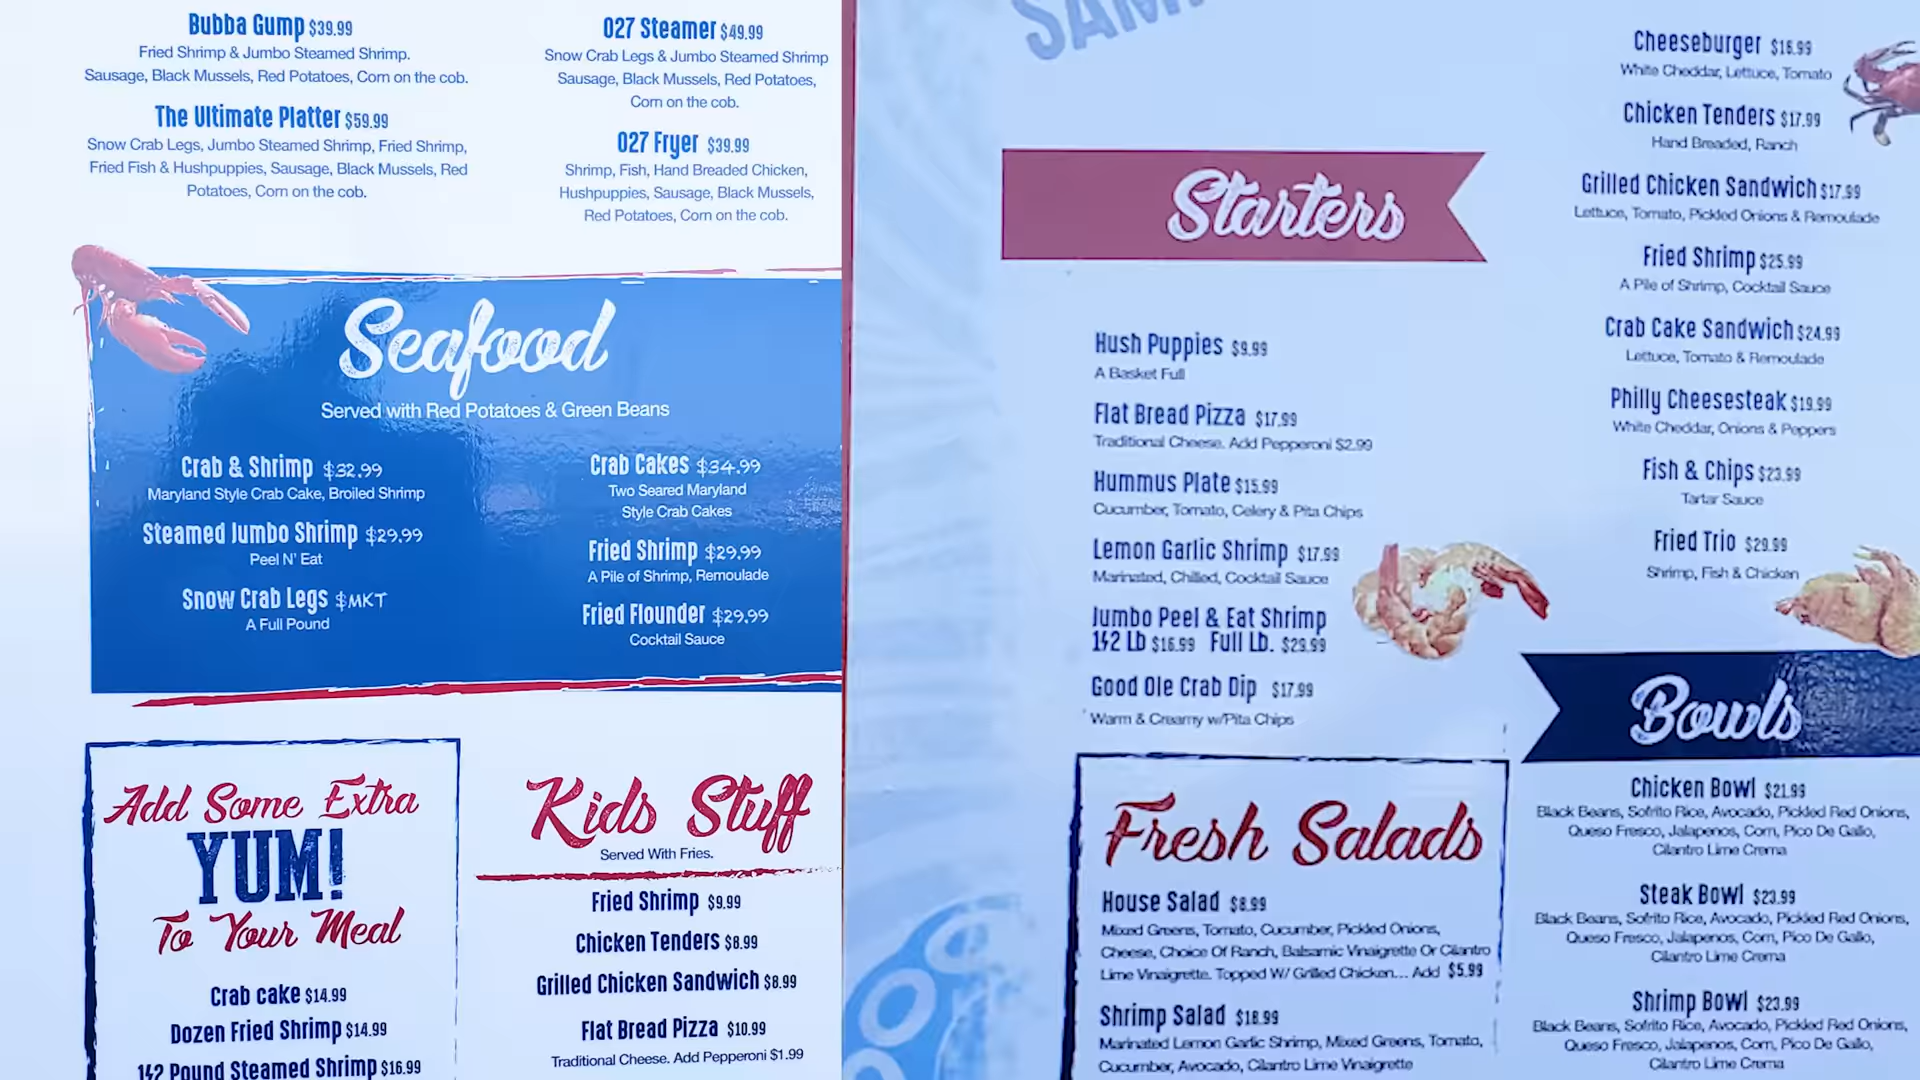 Bubba Gump $39.99
Fried Shrimp & Jumbo Steamed Shrimp.
Sausage, Black Mussels, Red Potatoes, Corn on the cob.
The Ultimate Platter $59.99
Snow Crab Legs, Jumbo Steamed Shrimp, Fried Shrimp,
Fried Fish & Hushpuppies, Sausage, Black Mussels, Red
Potatoes, Corn on the cob.
O27 Steamer $49.99
Snow Crab Legs & Jumbo Steamed Shrimp
Sausage, Black Mussels, Red Potatoes,
Corn on the cob.
O27 Fryer $39.99
Shrimp, Fish, Hand Breaded Chicken,
Hushpuppies, Sausage, Black Mussels,
Red Potatoes, Corn on the cob.
Seafood
Served with Red Potatoes & Green Beans
Crab & Shrimp $32.99
Maryland Style Crab Cake, Broiled Shrimp
Steamed Jumbo Shrimp $29.99
Peel N' Eat
Snow Crab Legs $MKT
A Full Pound
Crab Cakes $34.99
Two Seared Maryland
Style Crab Cakes
Fried Shrimp $29.99
A Pile of Shrimp, Remoulade
Fried Flounder $29.99
Cocktail Sauce
Add Some Extra
YUM!
To Your Meal
Crab cake $14.99
Dozen Fried Shrimp $14.99
1/2 Pound Steamed Shrimp $16.99
Kids Stuff
Served With Fries.
Fried Shrimp $9.99
Chicken Tenders $8.99
Grilled Chicken Sandwich $8.99
Flat Bread Pizza $10.99
Traditional Cheese. Add Pepperoni $1.99
Starters
Hush Puppies $9.99
A Basket Full
Flat Bread Pizza $17.99
Traditional Cheese. Add Pepperoni $2.99
Hummus Plate $15.99
Cucumber, Tomato, Celery & Pita Chips
Lemon Garlic Shrimp $17.99
Marinated, Chilled, Cocktail Sauce
Jumbo Peel & Eat Shrimp
1/2 Lb $16.99 Full Lb. $29.99
Good Ole Crab Dip $17.99
Warm & Creamy w/Pita Chips
Fresh Salads
House Salad $8.99
Mixed Greens, Tomato, Cucumber, Pickled Onions,
Cheese, Choice Of Ranch, Balsamic Vinaigrette Or Cilantro
Lime Vinaigrette. Topped W/ Grilled Chicken... Add $5.99
Shrimp Salad $18.99
Marinated Lemon Garlic Shrimp, Mixed Greens, Tomato,
Cucumber, Avocado, Cilantro Lime Vinaigrette
Cheeseburger $16.99
White Cheddar, Lettuce, Tomato
Chicken Tenders $17.99
Hand Breaded, Ranch
Grilled Chicken Sandwich $17.99
Lettuce, Tomato, Pickled Onions & Remoulade
Fried Shrimp $25.99
A Pile of Shrimp, Cocktail Sauce
Crab Cake Sandwich $24.99
Lettuce, Tomato & Remoulade
Philly Cheesesteak $19.99
White Cheddar, Onions & Peppers
Fish & Chips $23.99
Tartar Sauce
Fried Trio $29.99
Shrimp, Fish & Chicken
Bowls
Chicken Bowl $21.99
Black Beans, Sofrito Rice, Avocado, Pickled Red Onions,
Queso Fresco, Jalapenos, Corn, Pico De Gallo,
Cilantro Lime Crema
Steak Bowl $23.99
Black Beans, Sofrito Rice, Avocado, Pickled Red Onions,
Queso Fresco, Jalapenos, Corn, Pico De Gallo,
Cilantro Lime Crema
Shrimp Bowl $23.99
Black Beans, Sofrito Rice, Avocado, Pickled Red Onions,
Queso Fresco, Jalapenos, Corn, Pico De Gallo,
Cilantro Lime Crema